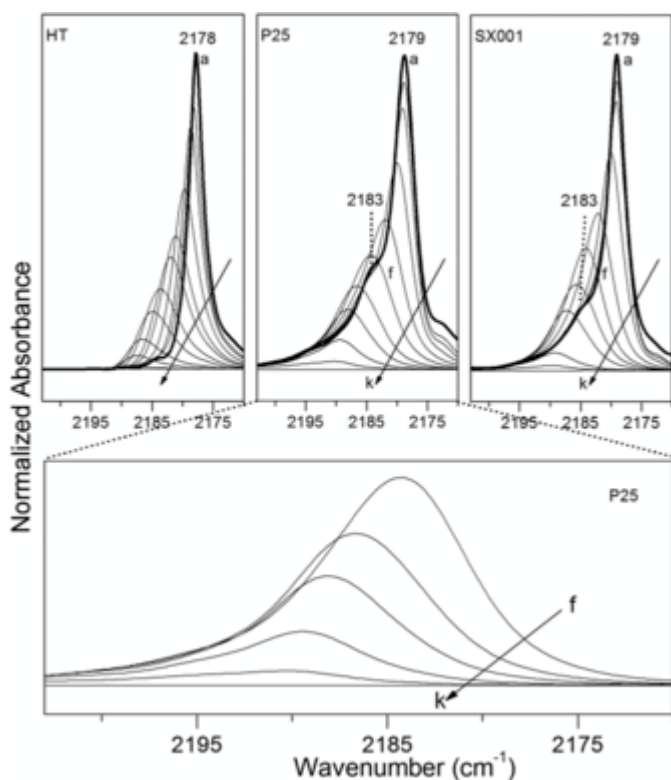 HT
2178
a
P25
2179
a
2183
f
k
SX001
2179
a
2183
f
k
Normalized Absorbance
2195
2185
2175
2195
2185
2175
2195
2185
2175
P25
f
k
2195
2185
2175
Wavenumber (cm⁻¹)